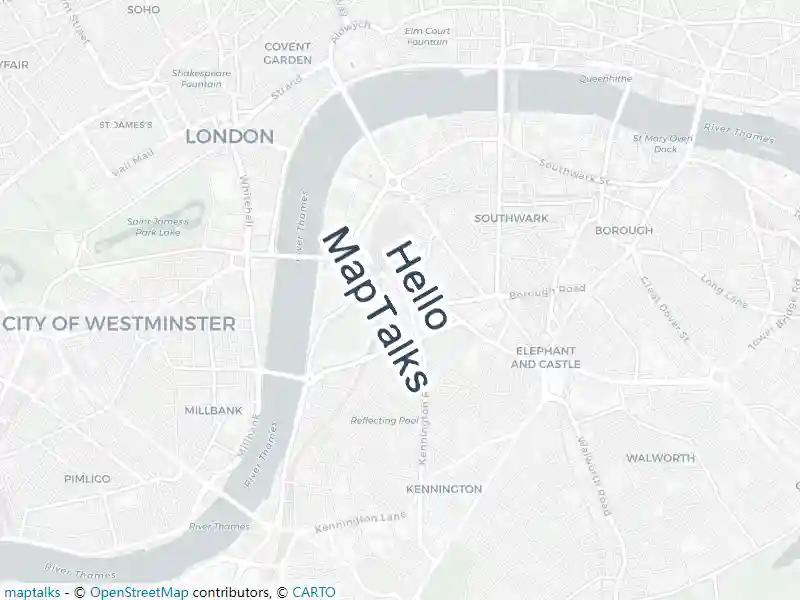 SOHO
Aldwych
Elm Court
Fountain
COVENT
GARDEN
Shakespeare
Fountain
Strand
Queenhithe
ST JAMES'S
LONDON
River Thames
St Mary Overy
Dock
Pall Mall
Southwark St
Whitehall
River Thames
Saint James's
Park Lake
SOUTHWARK
BOROUGH
Hello
MapTalks
Borough Road
Long Lane
Great Dover St
Tower Bridge Rd
CITY OF WESTMINSTER
ELEPHANT
AND CASTLE
MILLBANK
Millbank
River Thames
Reflecting Pool
Walworth Road
WALWORTH
PIMLICO
KENNINGTON
River Thames
Kennington Lane
River Thames
maptalks - © OpenStreetMap contributors, © CARTO